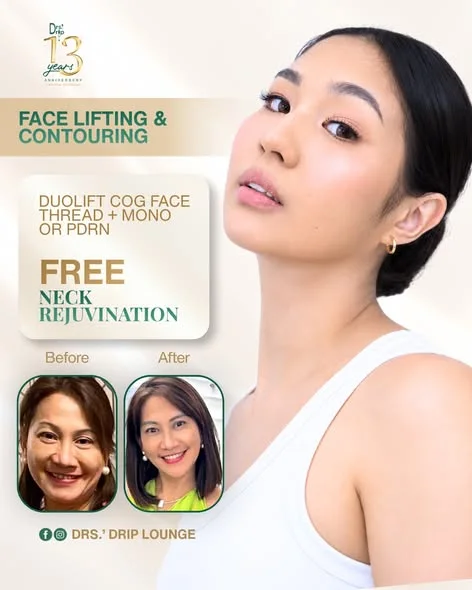 Drs.'
Drip
13
years
ANNIVERSARY
FACE LIFTING &
CONTOURING
DUOLIFT COG FACE
THREAD + MONO
OR PDRN
FREE
NECK
REJUVINATION
Before After
DRS.' DRIP LOUNGE